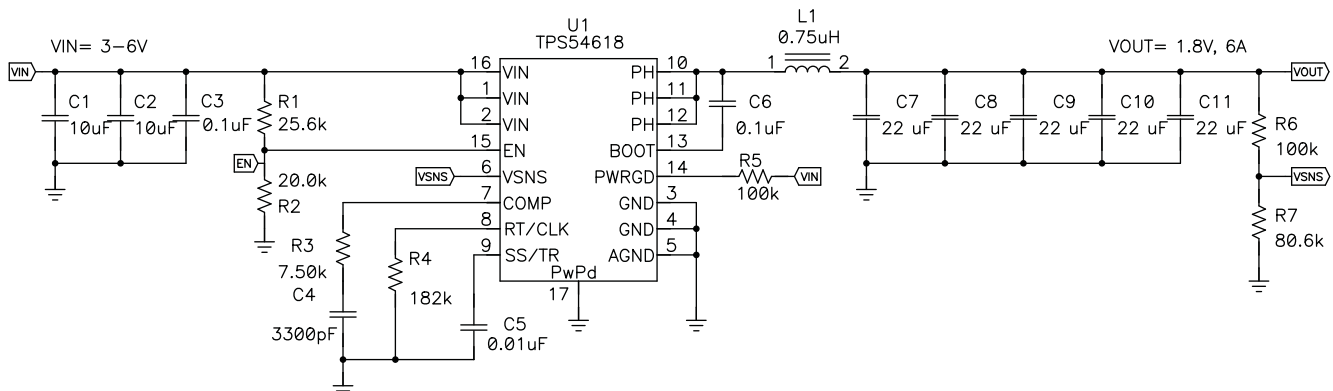 U1
TPS54618
L1
0.75uH
VIN= 3-6V
VOUT= 1.8V, 6A
VIN
16
VIN
PH
10
1
2
VOUT
C1
10uF
C2
10uF
C3
0.1uF
R1
25.6k
1
VIN
PH
11
2
VIN
PH
12
C6
0.1uF
C7
22 uF
C8
22 uF
C9
22 uF
C10
22 uF
C11
22 uF
R6
100k
15
EN
BOOT
13
EN
20.0k
R2
VSNS
6
VSNS
PWRGD
14
R5
100k
VIN
VSNS
7
COMP
GND
3
8
RT/CLK
GND
4
R7
80.6k
9
SS/TR
AGND
5
R3
7.50k
R4
182k
PwPd
17
C4
3300pF
C5
0.01uF